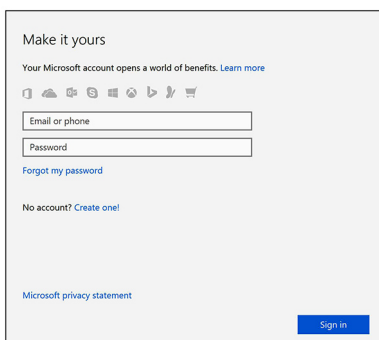 Make it yours
Your Microsoft account opens a world of benefits. Learn more
Email or phone
Password
Forgot my password
No account? Create one!
Microsoft privacy statement
Sign in